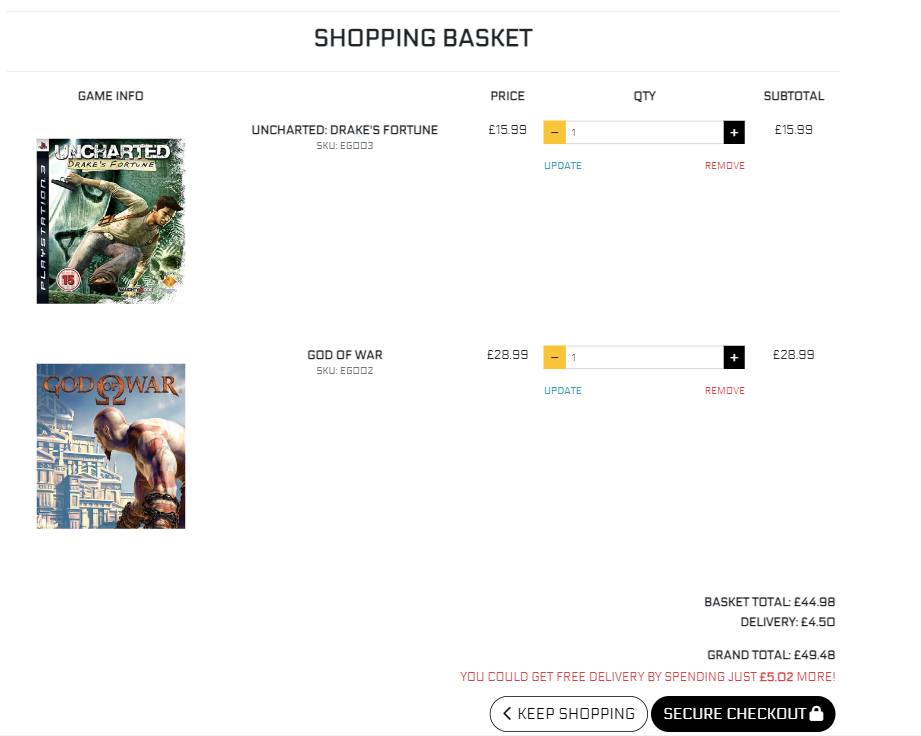 SHOPPING BASKET
GAME INFO PRICE QTY SUBTOTAL
UNCHARTED: DRAKE'S FORTUNE £15.99 − 1 + £15.99
SKU: EG003
UPDATE REMOVE
UNCHARTED
DRAKE'S FORTUNE
PLAYSTATION 3
15
GOD OF WAR £28.99 − 1 + £28.99
SKU: EG002
UPDATE REMOVE
GOD OF WAR
BASKET TOTAL: £44.98
DELIVERY: £4.50
GRAND TOTAL: £49.48
YOU COULD GET FREE DELIVERY BY SPENDING JUST £5.02 MORE!
KEEP SHOPPING SECURE CHECKOUT